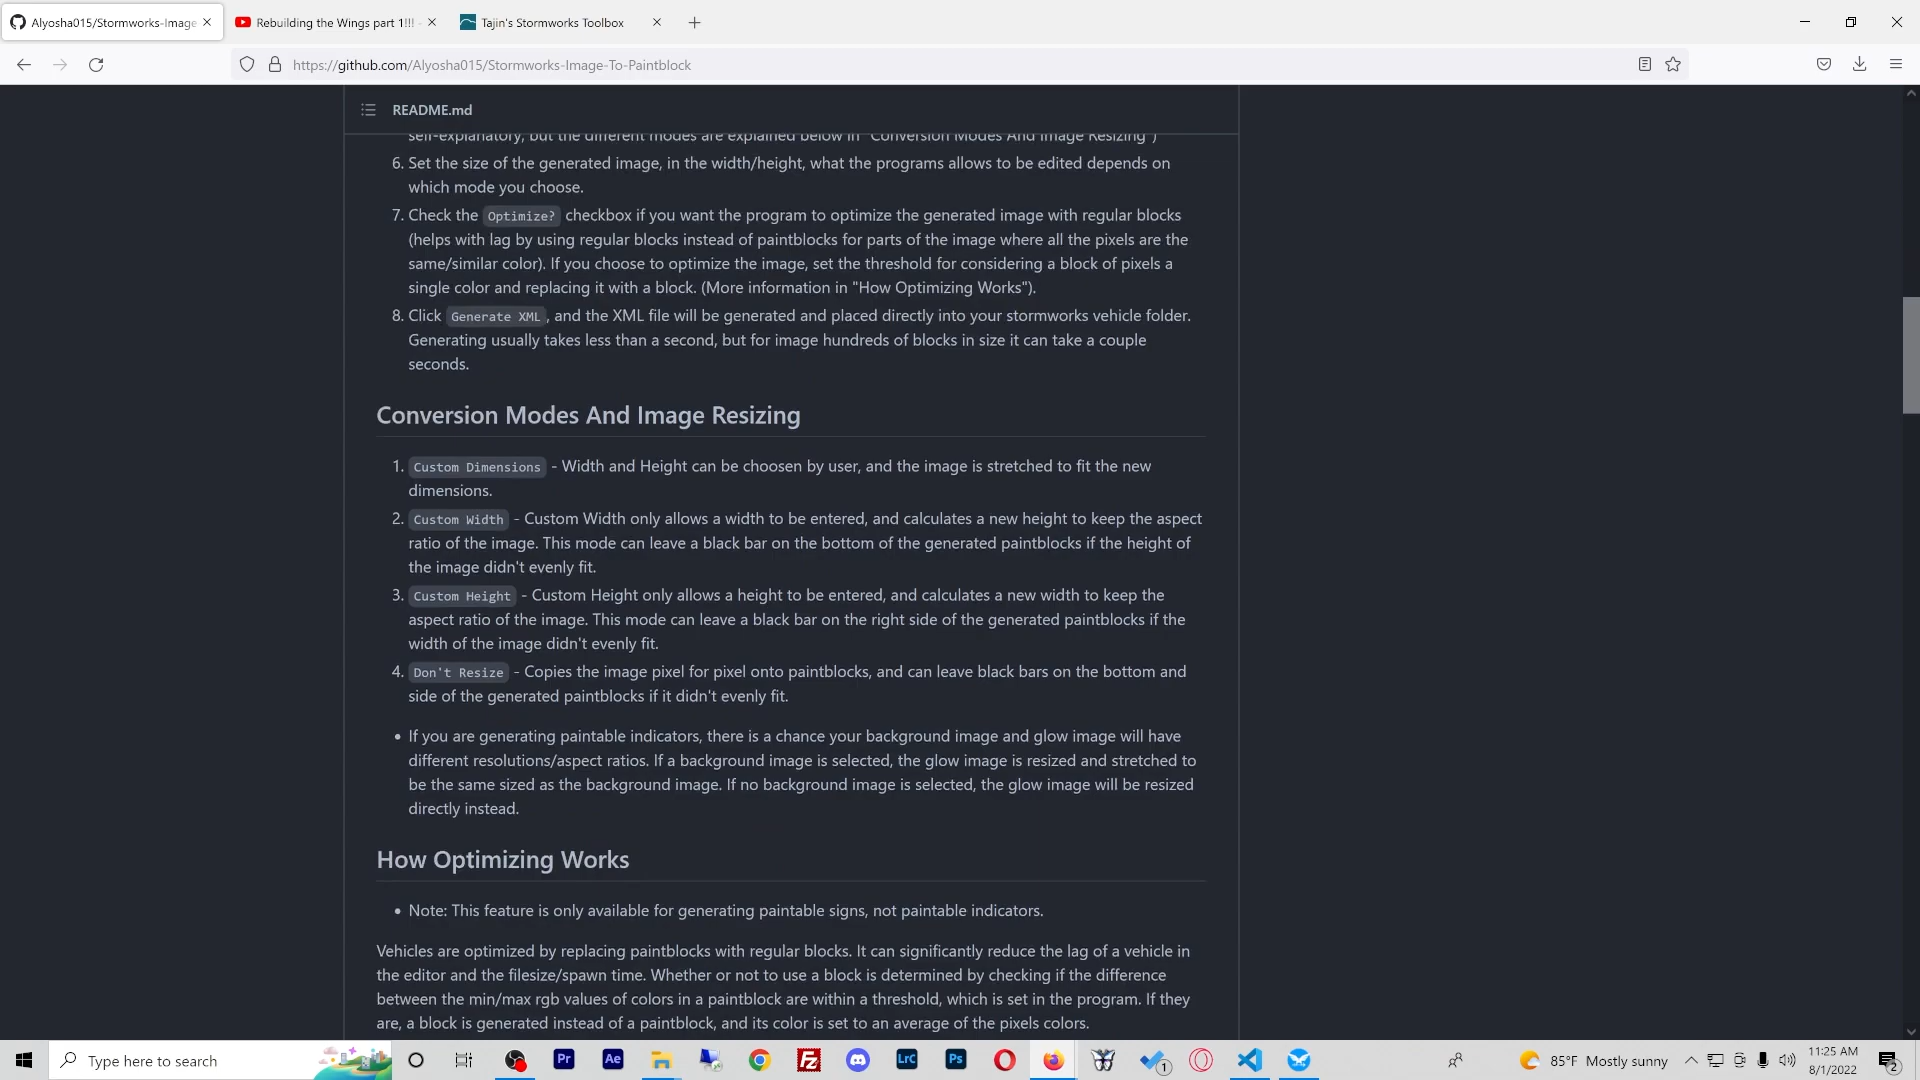 Alyosha015/Stormworks-Image
Rebuilding the Wings part 1!!! -
Tajin's Stormworks Toolbox
https://github.com/Alyosha015/Stormworks-Image-To-Paintblock
README.md
self-explanatory, but the different modes are explained below in "Conversion Modes And Image Resizing")
6. Set the size of the generated image, in the width/height, what the programs allows to be edited depends on
which mode you choose.
7. Check the Optimize? checkbox if you want the program to optimize the generated image with regular blocks
(helps with lag by using regular blocks instead of paintblocks for parts of the image where all the pixels are the
same/similar color). If you choose to optimize the image, set the threshold for considering a block of pixels a
single color and replacing it with a block. (More information in "How Optimizing Works").
8. Click Generate XML, and the XML file will be generated and placed directly into your stormworks vehicle folder.
Generating usually takes less than a second, but for image hundreds of blocks in size it can take a couple
seconds.
Conversion Modes And Image Resizing
1. Custom Dimensions - Width and Height can be choosen by user, and the image is stretched to fit the new
dimensions.
2. Custom Width - Custom Width only allows a width to be entered, and calculates a new height to keep the aspect
ratio of the image. This mode can leave a black bar on the bottom of the generated paintblocks if the height of
the image didn't evenly fit.
3. Custom Height - Custom Height only allows a height to be entered, and calculates a new width to keep the
aspect ratio of the image. This mode can leave a black bar on the right side of the generated paintblocks if the
width of the image didn't evenly fit.
4. Don't Resize - Copies the image pixel for pixel onto paintblocks, and can leave black bars on the bottom and
side of the generated paintblocks if it didn't evenly fit.
• If you are generating paintable indicators, there is a chance your background image and glow image will have
different resolutions/aspect ratios. If a background image is selected, the glow image is resized and stretched to
be the same sized as the background image. If no background image is selected, the glow image will be resized
directly instead.
How Optimizing Works
• Note: This feature is only available for generating paintable signs, not paintable indicators.
Vehicles are optimized by replacing paintblocks with regular blocks. It can significantly reduce the lag of a vehicle in
the editor and the filesize/spawn time. Whether or not to use a block is determined by checking if the difference
between the min/max rgb values of colors in a paintblock are within a threshold, which is set in the program. If they
are, a block is generated instead of a paintblock, and its color is set to an average of the pixels colors.
Type here to search
Pr
Ae
Fz
LrC
Ps
1
85°F Mostly sunny
11:25 AM
8/1/2022
2